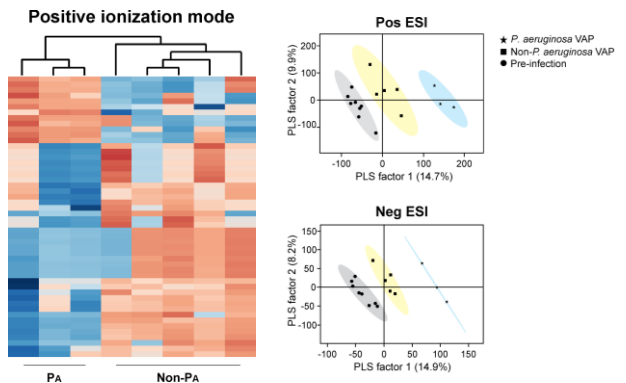 Positive ionization mode
PA
Non-PA
Pos ESI
PLS factor 2 (9.9%)
100
0
-100
-100
0
100
200
PLS factor 1 (14.7%)
★ P. aeruginosa VAP
■ Non-P. aeruginosa VAP
● Pre-infection
Neg ESI
PLS factor 2 (8.2%)
150
100
50
0
-50
-100
-100
-50
0
50
100
150
PLS factor 1 (14.9%)